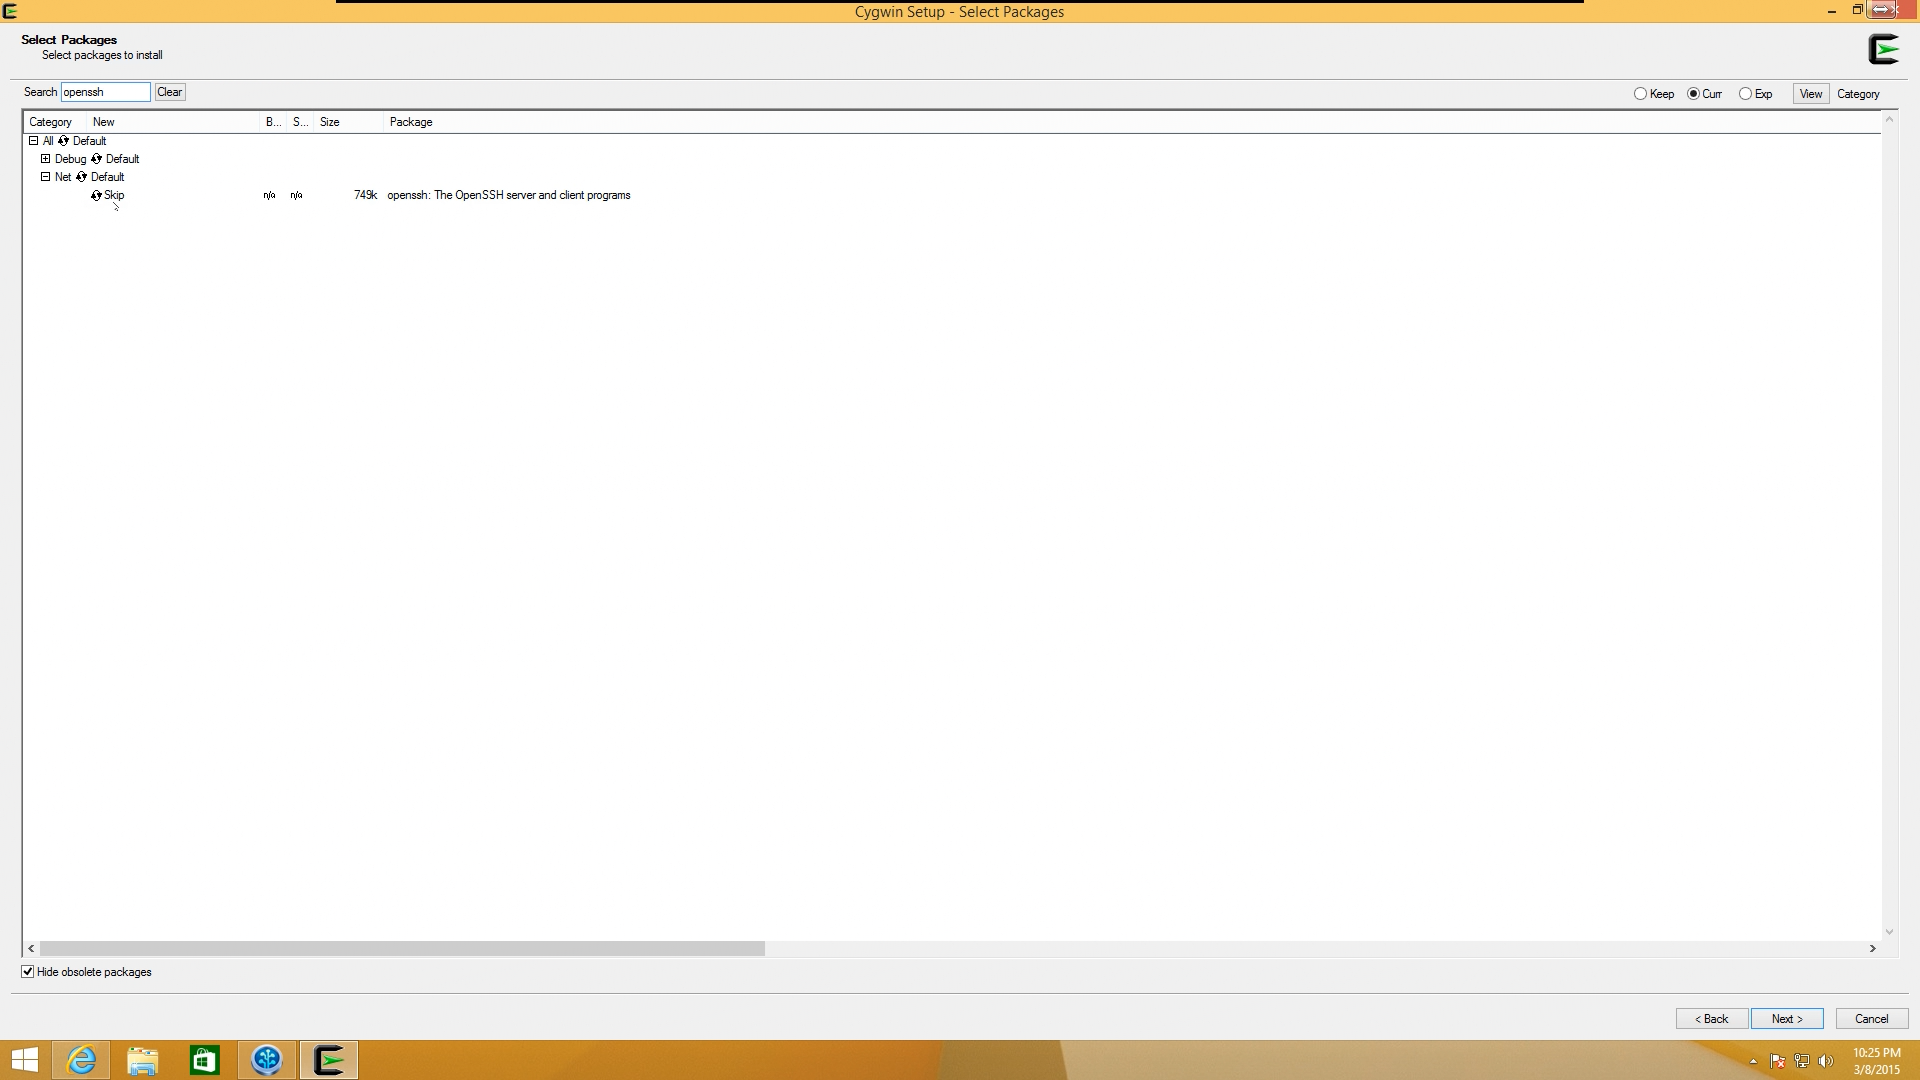 Cygwin Setup - Select Packages
Select Packages
Select packages to install
Search openssh Clear
Keep Curr Exp View Category
Category New B... S... Size Package
All Default
Debug Default
Net Default
Skip n/a n/a 749k openssh: The OpenSSH server and client programs
Hide obsolete packages
< Back Next > Cancel
10:25 PM
3/8/2015